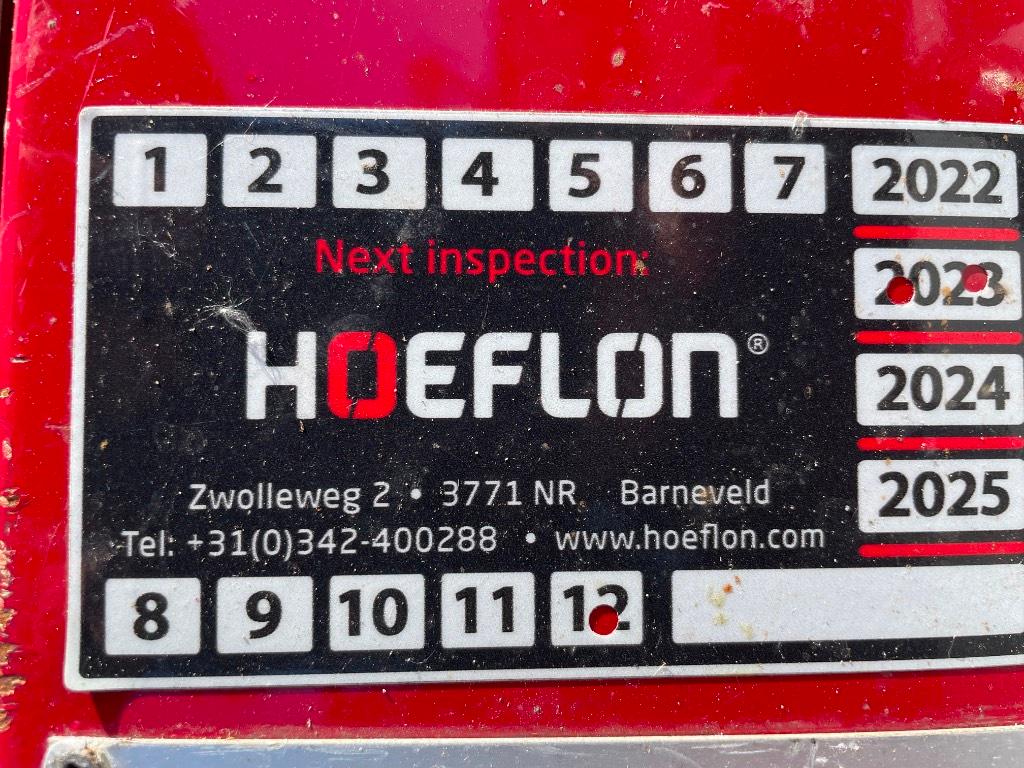 1 2 3 4 5 6 7 2022
Next inspection:
2023
HOEFLON®
2024
Zwolleweg 2 • 3771 NR Barneveld
2025
Tel: +31(0)342-400288 • www.hoeflon.com
8 9 10 11 12